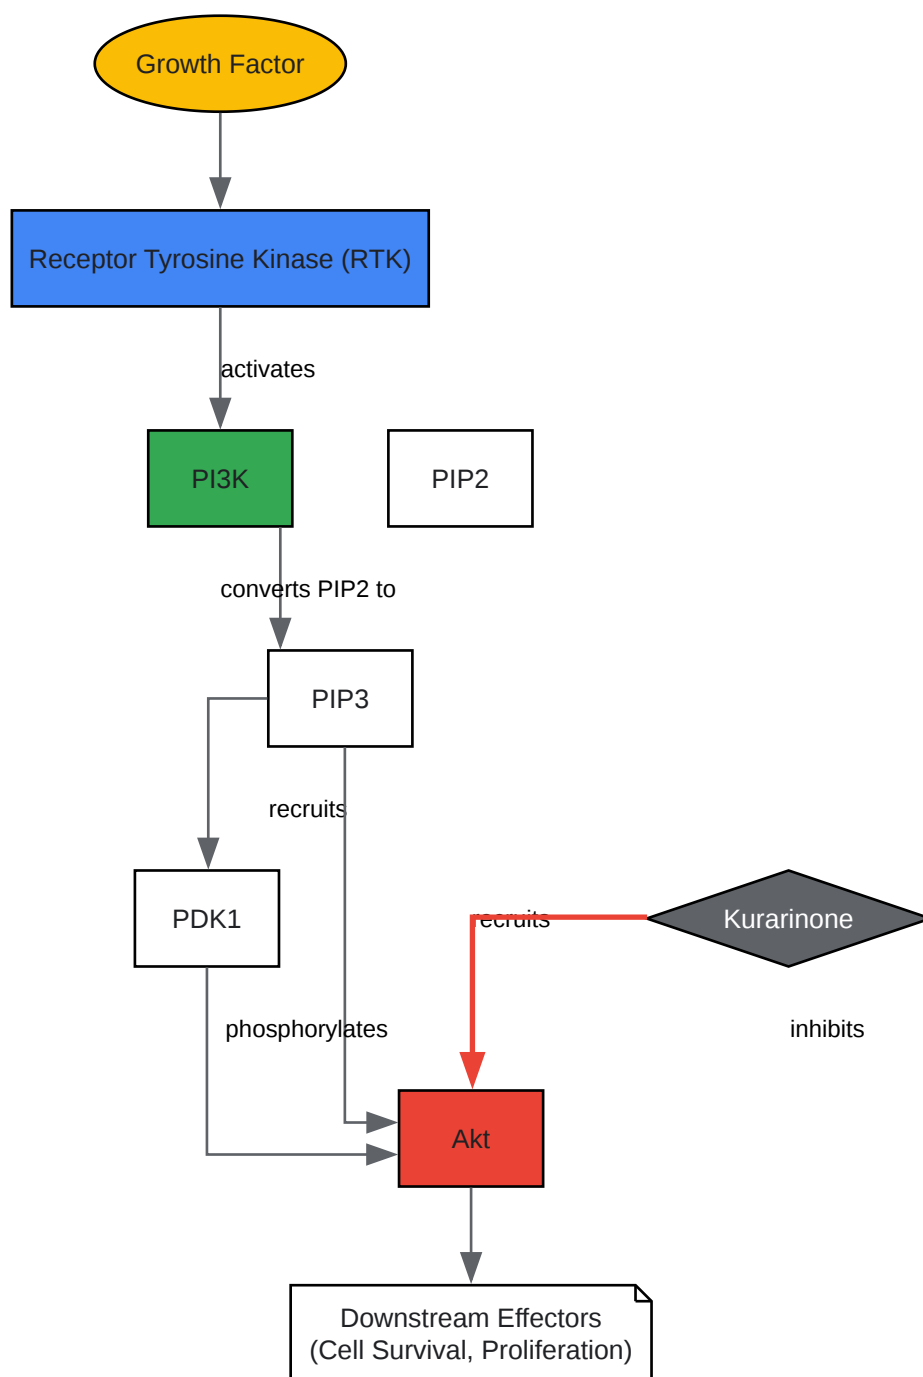 Growth Factor
Receptor Tyrosine Kinase (RTK)
activates
PI3K
PIP2
converts PIP2 to
PIP3
recruits
PDK1
recruits
Kurarinone
phosphorylates
inhibits
Akt
Downstream Effectors
(Cell Survival, Proliferation)